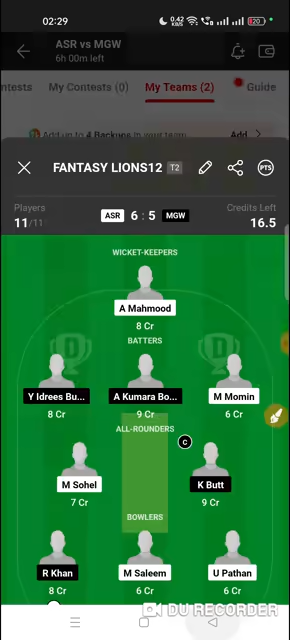 02:29
0.42 KB/S
20
ASR vs MGW
6h 00m left
ntests My Contests (0) My Teams (2) Guide
Add up to 4 Backups in your team Add
FANTASY LIONS12 T2 PTS
Players Credits Left
11/11 ASR 6 : 5 MGW 16.5
WICKET-KEEPERS
A Mahmood
8 Cr
BATTERS
Y Idrees Bu... A Kumara Bo... M Momin
8 Cr 9 Cr 6 Cr
ALL-ROUNDERS
C
M Sohel K Butt
7 Cr 9 Cr
BOWLERS
R Khan M Saleem U Pathan
8 Cr 6 Cr 6 Cr
DU RECORDER